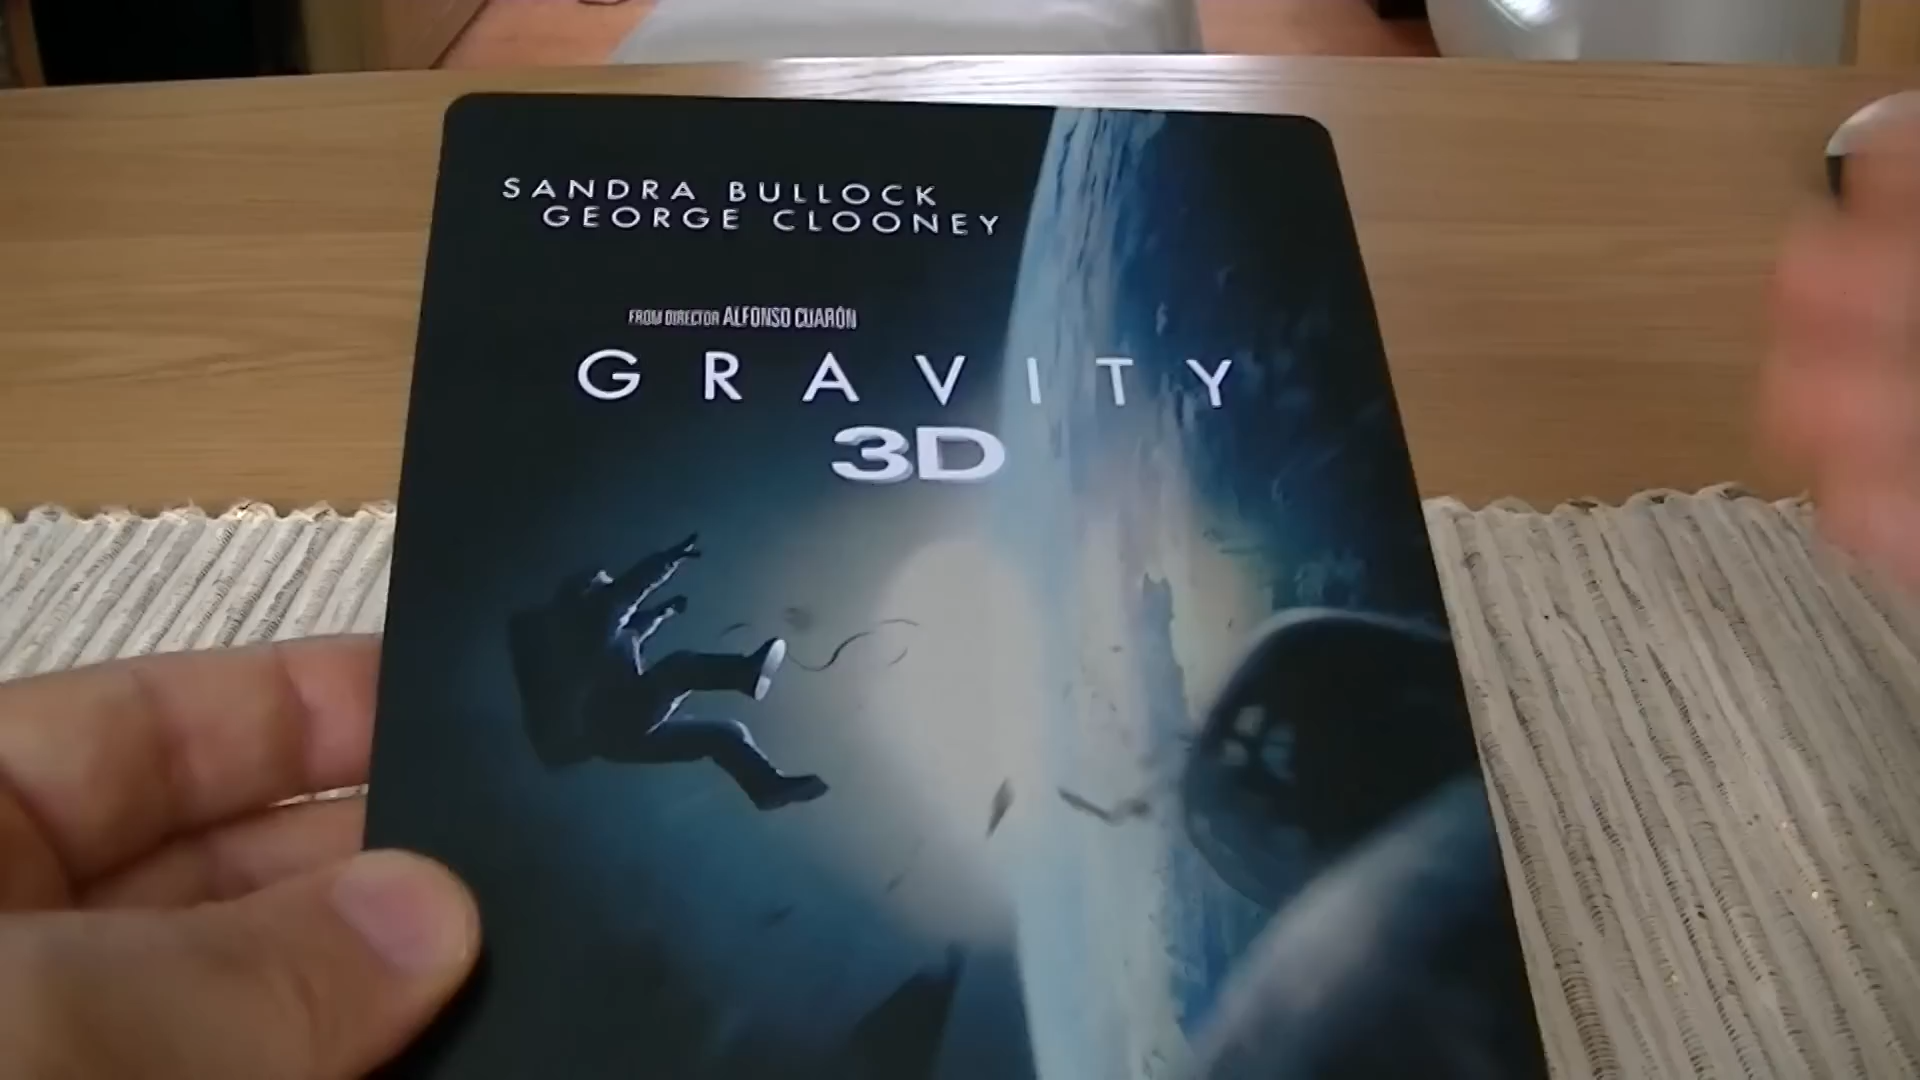 SANDRA BULLOCK
GEORGE CLOONEY
FROM DIRECTOR ALFONSO CUARÓN
GRAVITY
3D